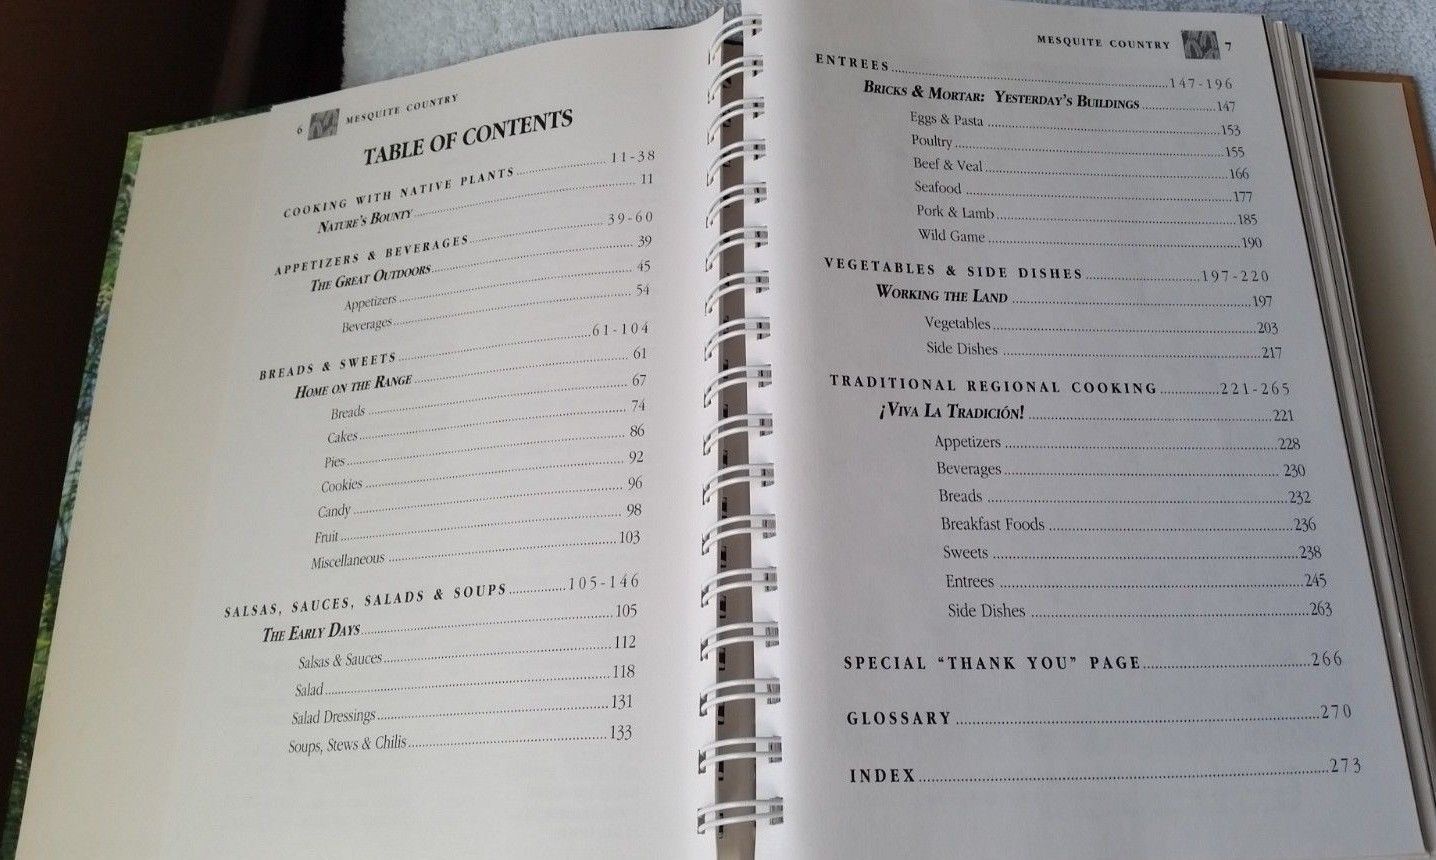 6 MESQUITE COUNTRY
TABLE OF CONTENTS
COOKING WITH NATIVE PLANTS 11-38
NATURE'S BOUNTY 11
APPETIZERS & BEVERAGES 39-60
THE GREAT OUTDOORS 39
Appetizers 45
Beverages 54
BREADS & SWEETS 61-104
HOME ON THE RANGE 61
Breads 67
Cakes 74
Pies 86
Cookies 92
Candy 96
Fruit 98
Miscellaneous 103
SALSAS, SAUCES, SALADS & SOUPS 105-146
THE EARLY DAYS 105
Salsas & Sauces 112
Salad 118
Salad Dressings 131
Soups, Stews & Chilis 133
MESQUITE COUNTRY 7
ENTREES 147-196
BRICKS & MORTAR: YESTERDAY'S BUILDINGS 147
Eggs & Pasta 153
Poultry 155
Beef & Veal 166
Seafood 177
Pork & Lamb 185
Wild Game 190
VEGETABLES & SIDE DISHES 197-220
WORKING THE LAND 197
Vegetables 203
Side Dishes 217
TRADITIONAL REGIONAL COOKING 221-265
¡VIVA LA TRADICIÓN! 221
Appetizers 228
Beverages 230
Breads 232
Breakfast Foods 236
Sweets 238
Entrees 245
Side Dishes 263
SPECIAL "THANK YOU" PAGE 266
GLOSSARY 270
INDEX 273